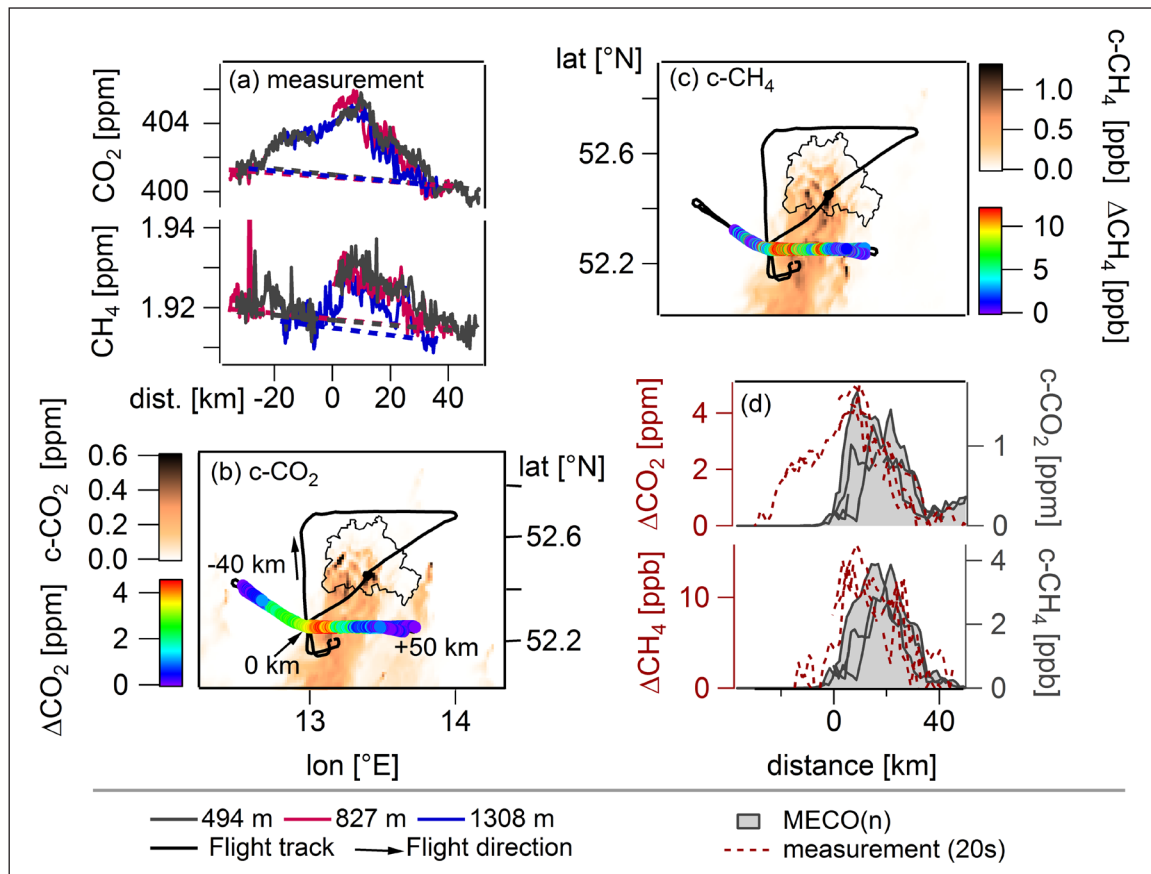 (a) measurement
CO₂ [ppm]
404
400
CH₄ [ppm]
1.94
1.92
dist. [km] -20 0 20 40
lat [°N]
(c) c-CH₄
52.6
52.2
c-CH₄ [ppb]
1.0
0.5
0.0
ΔCH₄ [ppb]
10
5
0
c-CO₂ [ppm]
0.6
0.4
0.2
0.0
ΔCO₂ [ppm]
4
2
0
(b) c-CO₂
lat [°N]
52.6
52.2
-40 km
0 km
+50 km
13 14
lon [°E]
(d)
ΔCO₂ [ppm]
4
2
0
c-CO₂ [ppm]
1
0
ΔCH₄ [ppb]
10
0
c-CH₄ [ppb]
4
2
0
0 40
distance [km]
494 m 827 m 1308 m
Flight track Flight direction
MECO(n)
measurement (20s)